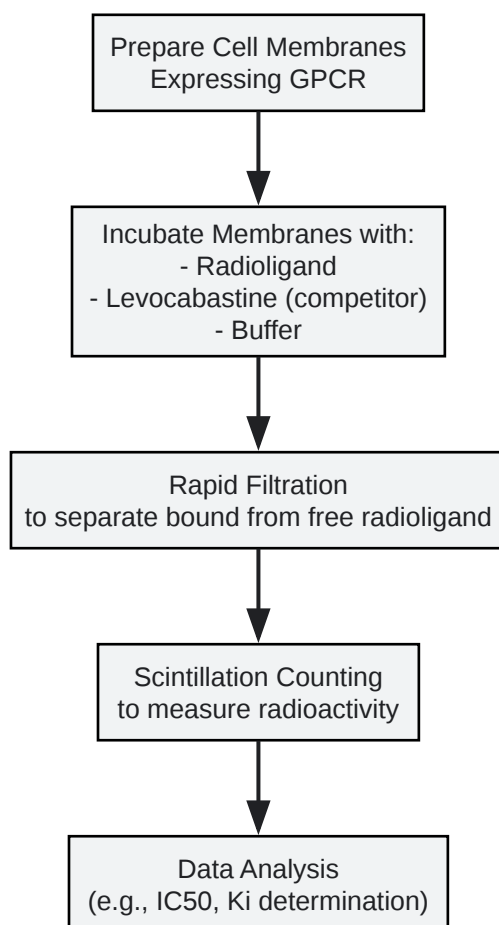 Prepare Cell Membranes
Expressing GPCR
Incubate Membranes with:
- Radioligand
- Levocabastine (competitor)
- Buffer
Rapid Filtration
to separate bound from free radioligand
Scintillation Counting
to measure radioactivity
Data Analysis
(e.g., IC50, Ki determination)